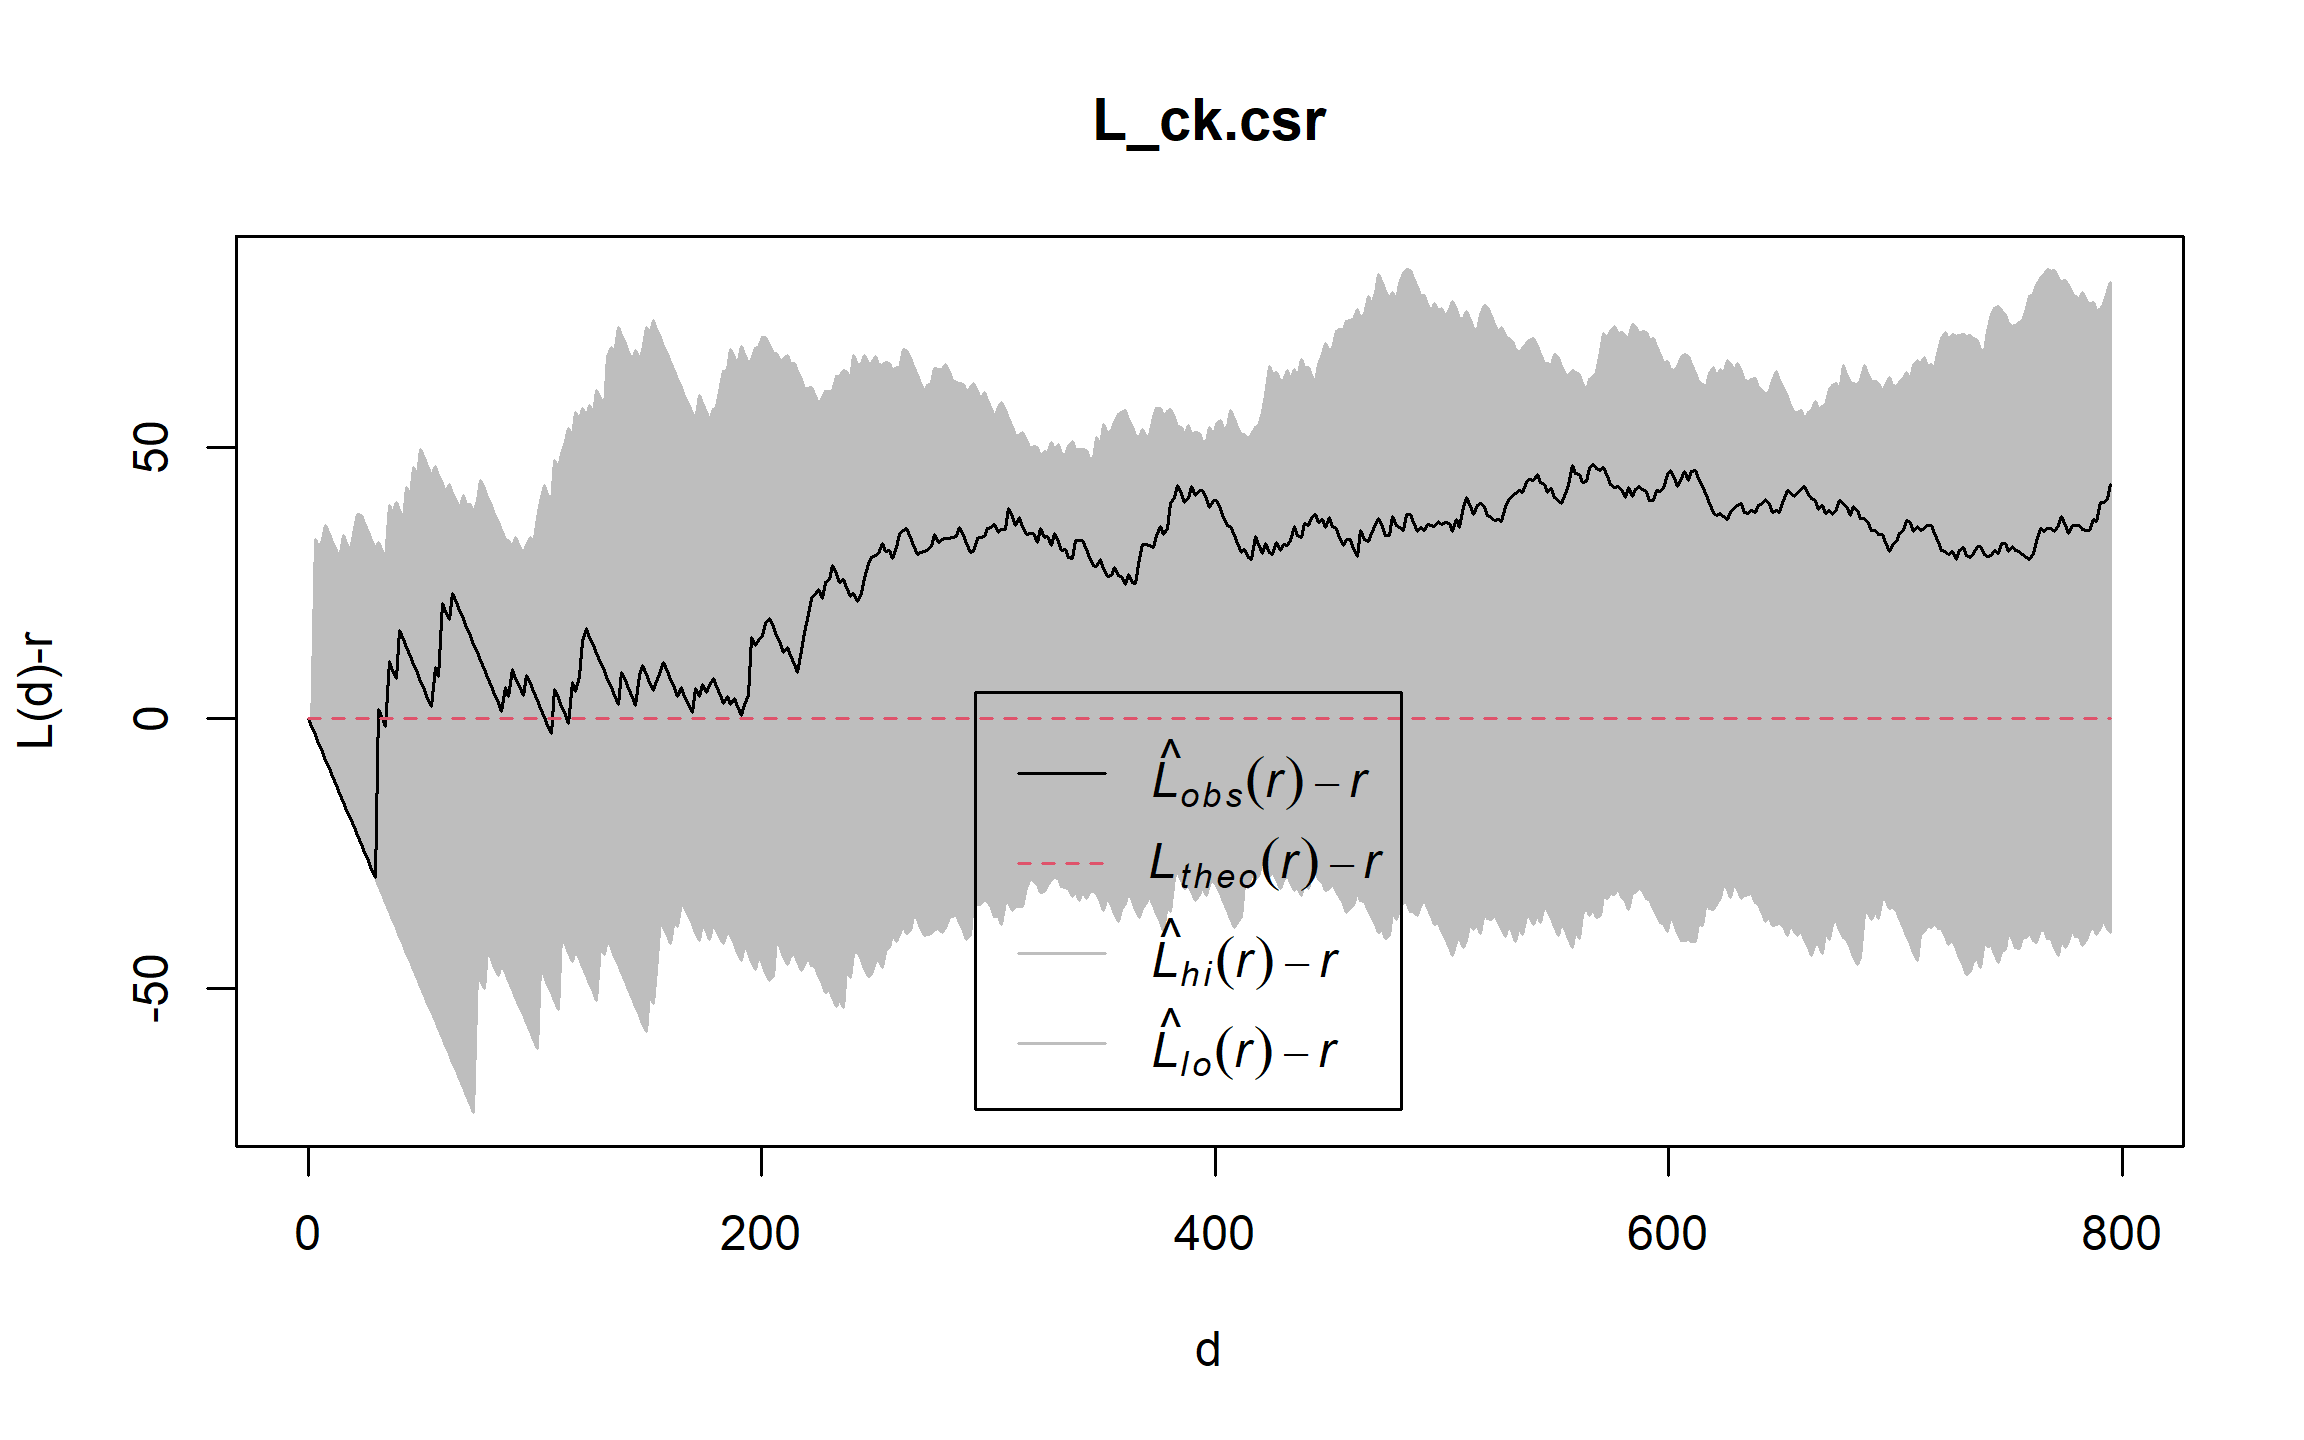 L_ck.csr
L(d)-r
50
0
-50
L̂obs(r) − r
Ltheo(r) − r
L̂hi(r) − r
L̂lo(r) − r
0 200 400 600 800
d